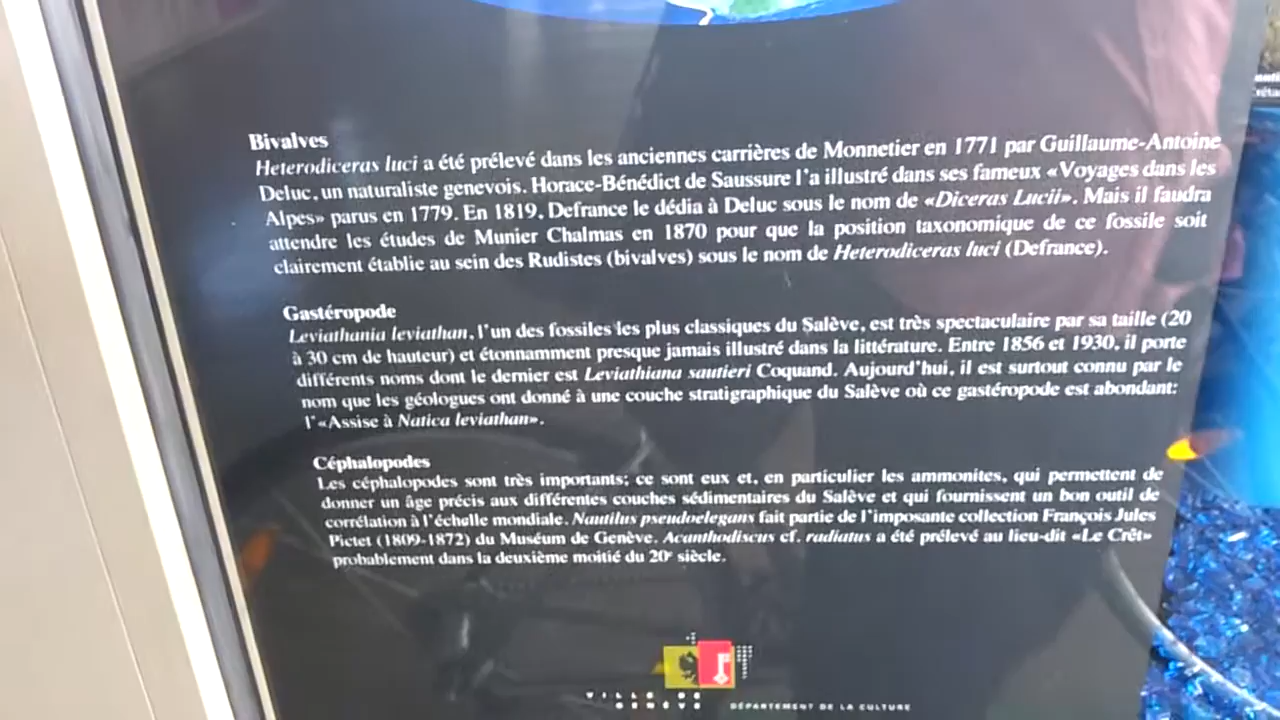 Bivalves
Heterodiceras luci a été prélevé dans les anciennes carrières de Monnetier en 1771 par Guillaume-Antoine
Deluc, un naturaliste genevois. Horace-Bénédict de Saussure l'a illustré dans ses fameux «Voyages dans les
Alpes» parus en 1779. En 1819, Defrance le dédia à Deluc sous le nom de «Diceras Lucii». Mais il faudra
attendre les études de Munier Chalmas en 1870 pour que la position taxonomique de ce fossile soit
clairement établie au sein des Rudistes (bivalves) sous le nom de Heterodiceras luci (Defrance).
Gastéropode
Leviathania leviathan, l'un des fossiles les plus classiques du Salève, est très spectaculaire par sa taille (20
à 30 cm de hauteur) et étonnamment presque jamais illustré dans la littérature. Entre 1856 et 1930, il porte
différents noms dont le dernier est Leviathiana sautieri Coquand. Aujourd'hui, il est surtout connu par le
nom que les géologues ont donné à une couche stratigraphique du Salève où ce gastéropode est abondant:
l'«Assise à Natica leviathan».
Céphalopodes
Les céphalopodes sont très importants; ce sont eux et, en particulier les ammonites, qui permettent de
donner un âge précis aux différentes couches sédimentaires du Salève et qui fournissent un bon outil de
corrélation à l'échelle mondiale. Nautilus pseudoelegans fait partie de l'imposante collection François Jules
Pictet (1809-1872) du Muséum de Genève. Acanthodiscus cf. radiatus a été prélevé au lieu-dit «Le Crêt»
probablement dans la deuxième moitié du 20e siècle.
VILLE DE
GENÈVE
DÉPARTEMENT DE LA CULTURE